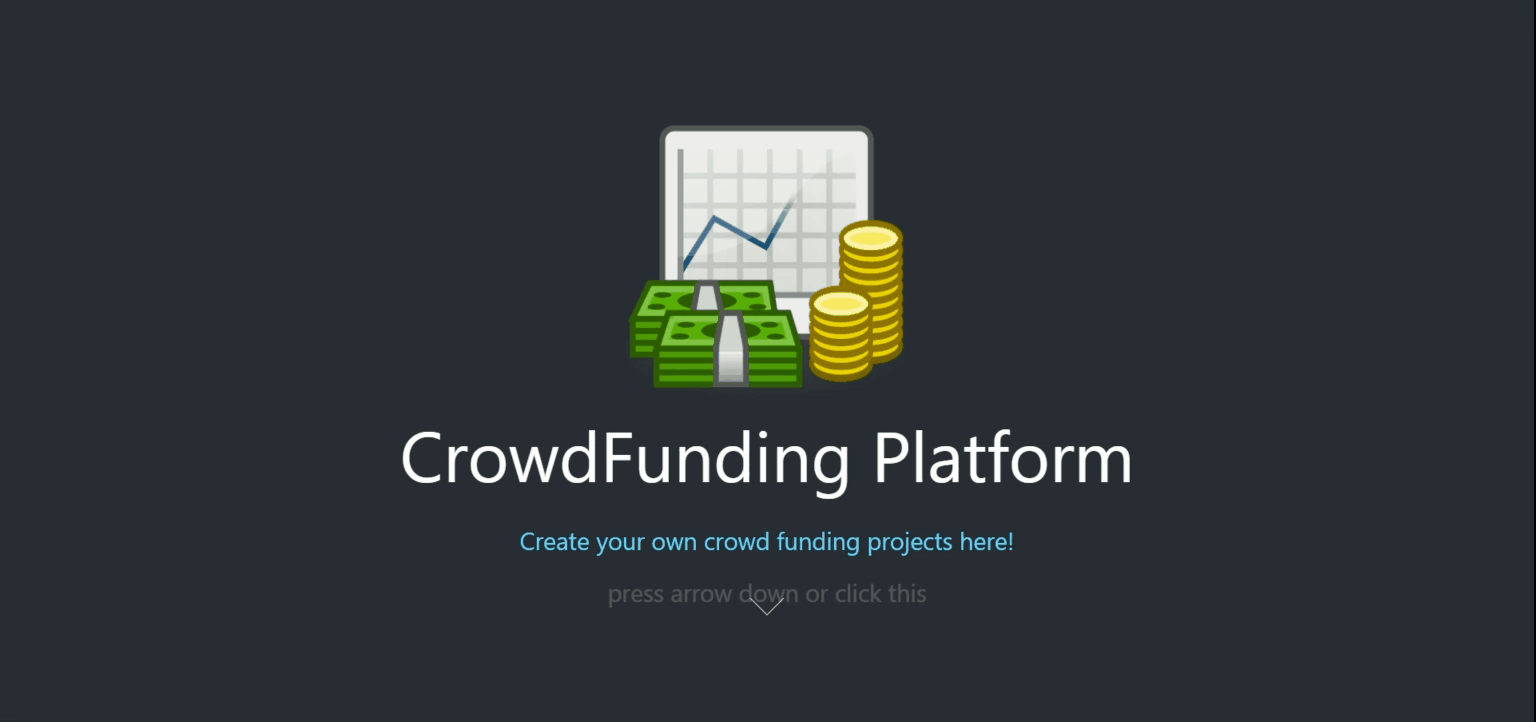 CrowdFunding Platform
Create your own crowd funding projects here!
press arrow down or click this